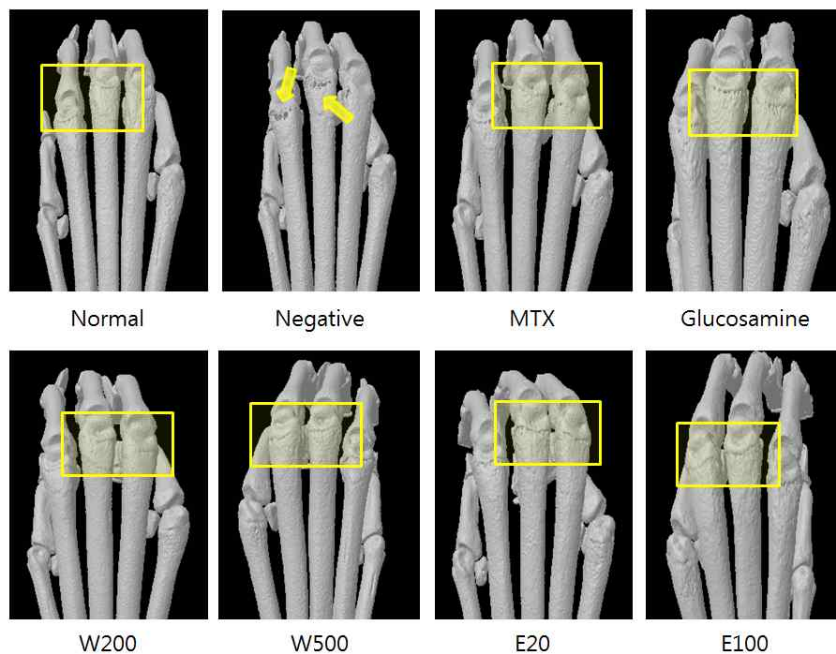 Normal
Negative
MTX
Glucosamine
W200
W500
E20
E100